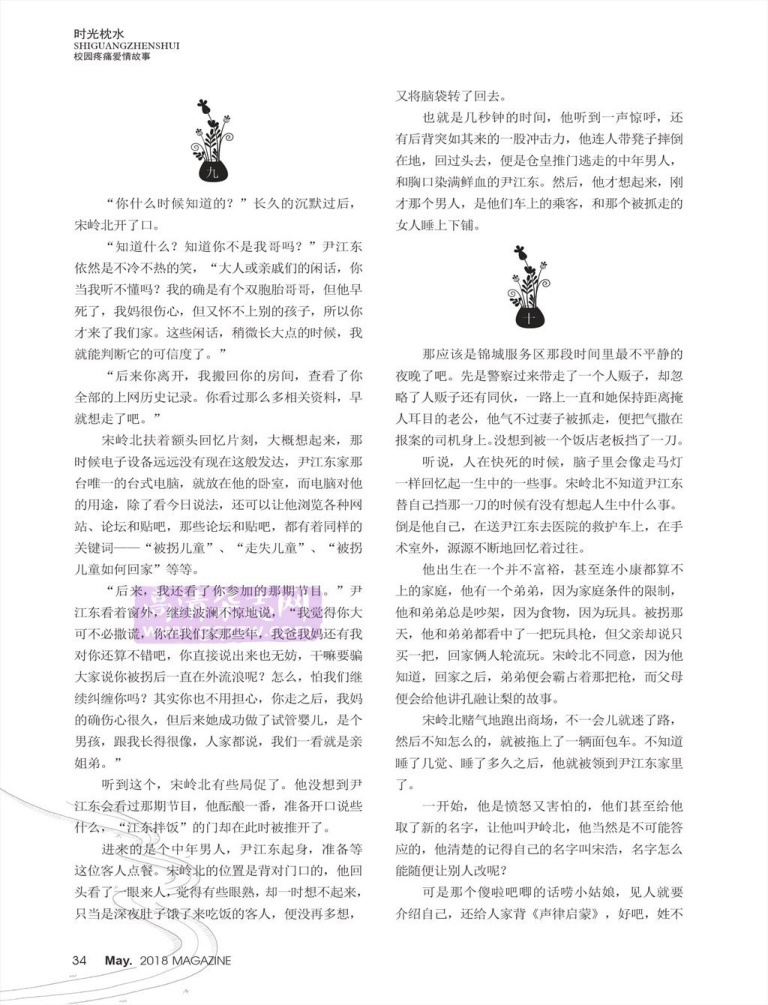 时光枕水
SHIGUANGZHENSHUI
校园疼痛爱情故事
九
“你什么时候知道的？”长久的沉默过后，
宋岭北开了口。
“知道什么？知道你不是我哥吗？”尹江东
依然是不冷不热的笑，“大人或亲戚们的闲话，你
当我听不懂吗？我的确是有个双胞胎哥哥，但他早
死了，我妈很伤心，但又怀不上别的孩子，所以你
才来了我们家。这些闲话，稍微长大点的时候，我
就能判断它的可信度了。”
“后来你离开，我搬回你的房间，查看了你
全部的上网历史记录。你看过那么多相关资料，早
就想走了吧。”
宋岭北扶着额头回忆片刻，大概想起来，那
时候电子设备远远没有现在这般发达，尹江东家那
台唯一的台式电脑，就放在他的卧室，而电脑对他
的用途，除了看今日说法，还可以让他浏览各种网
站、论坛和贴吧，那些论坛和贴吧，都有着同样的
关键词——“被拐儿童”、“走失儿童”、“被拐
儿童如何回家”等等。
“后来，我还看了你参加的那期节目。”尹
江东看着窗外，继续波澜不惊地说，“我觉得你大
可不必撒谎，你在我们家那些年，我爸我妈还有我
对你还算不错吧，你直接说出来也无妨，干嘛要骗
大家说你被拐后一直在外流浪呢？怎么，怕我们继
续纠缠你吗？其实你也不用担心，你走之后，我妈
的确伤心很久，但后来她成功做了试管婴儿，是个
男孩，跟我长得很像，人家都说，我们一看就是亲
姐弟。”
听到这个，宋岭北有些局促了。他没想到尹
江东会看过那期节目，他酝酿一番，准备开口说些
什么，“江东拌饭”的门却在此时被推开了。
进来的是个中年男人，尹江东起身，准备等
这位客人点餐。宋岭北的位置是背对门口的，他回
头看了一眼来人，觉得有些眼熟，却一时想不起来，
只当是深夜肚子饿了来吃饭的客人，便没再多想，
又将脑袋转了回去。
也就是几秒钟的时间，他听到一声惊呼，还
有后背突如其来的一股冲击力，他连人带凳子摔倒
在地，回过头去，便是仓皇推门逃走的中年男人，
和胸口染满鲜血的尹江东。然后，他才想起来，刚
才那个男人，是他们车上的乘客，和那个被抓走的
女人睡上下铺。
十
那应该是锦城服务区那段时间里最不平静的
夜晚了吧。先是警察过来带走了一个人贩子，却忽
略了人贩子还有同伙，一路上一直和她保持距离掩
人耳目的老公，他气不过妻子被抓走，便把气撒在
报案的司机身上。没想到被一个饭店老板挡了一刀。
听说，人在快死的时候，脑子里会像走马灯
一样回忆起一生中的一些事。宋岭北不知道尹江东
替自己挡那一刀的时候有没有想起人生中什么事。
倒是他自己，在送尹江东去医院的救护车上，在手
术室外，源源不断地回忆着过往。
他出生在一个并不富裕，甚至连小康都算不
上的家庭，他有一个弟弟，因为家庭条件的限制，
他和弟弟总是吵架，因为食物，因为玩具。被拐那
天，他和弟弟都看中了一把玩具枪，但父亲却说只
买一把，回家俩人轮流玩。宋岭北不同意，因为他
知道，回家之后，弟弟便会霸占着那把枪，而父母
便会给他讲孔融让梨的故事。
宋岭北赌气地跑出商场，不一会儿就迷了路，
然后不知怎么的，就被拖上了一辆面包车。不知道
睡了几觉、睡了多久之后，他就被领到尹江东家里
了。
一开始，他是愤怒又害怕的，他们甚至给他
取了新的名字，让他叫尹岭北，他当然是不可能答
应的，他清楚的记得自己的名字叫宋浩，名字怎么
能随便让别人改呢？
可是那个傻啦吧唧的话唠小姑娘，见人就要
介绍自己，还给人家背《声律启蒙》，好吧，姓不
34 May. 2018 MAGAZINE